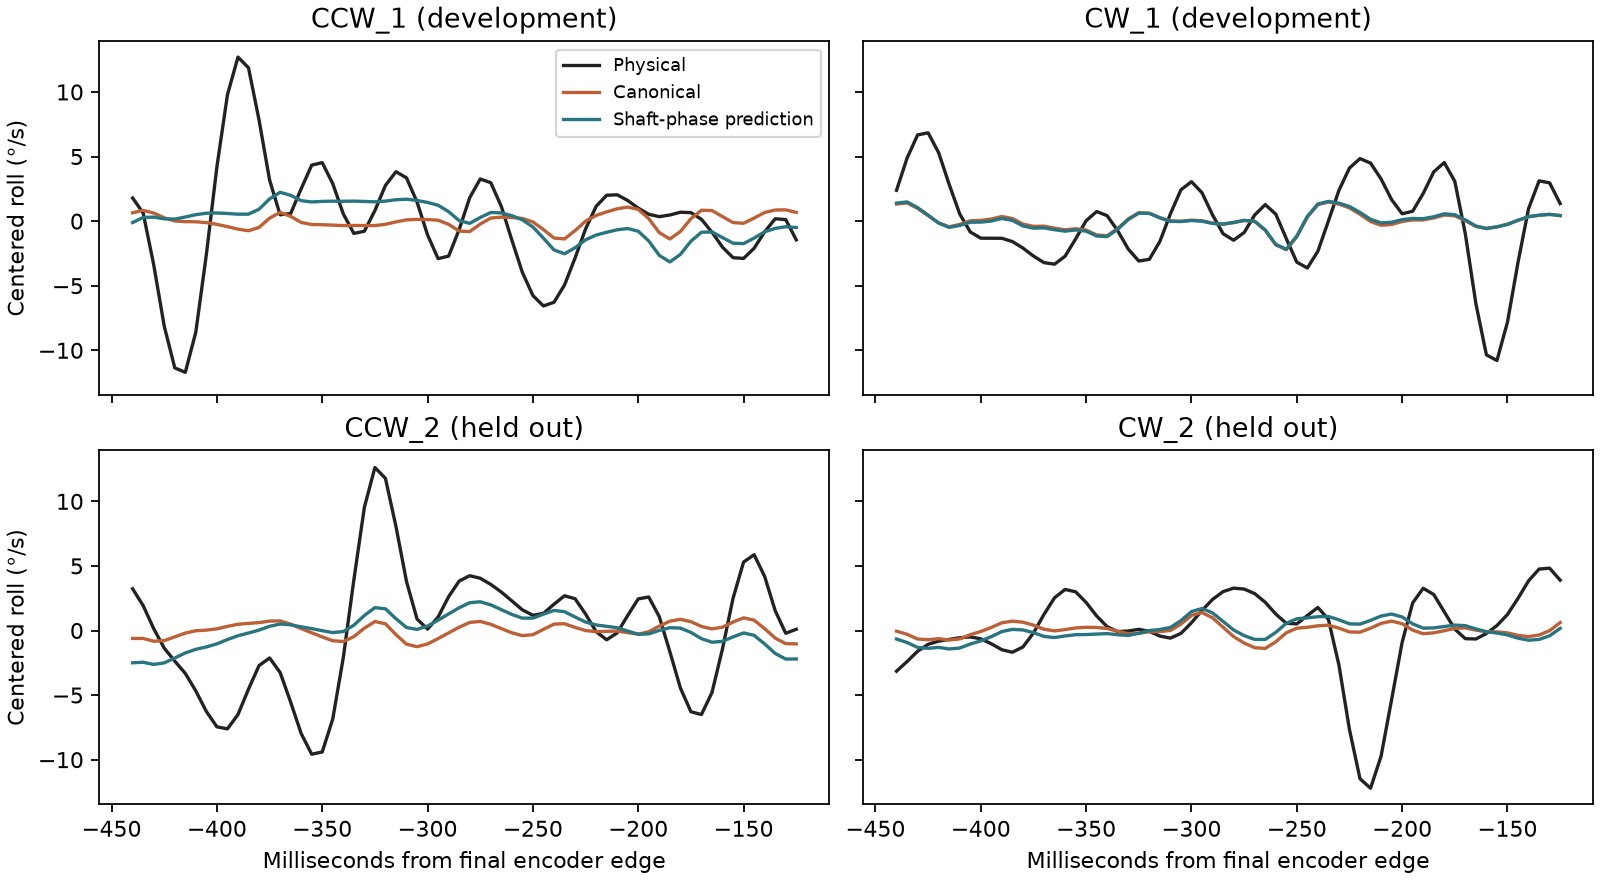 CCW_1 (development)
CW_1 (development)
Centered roll (°/s)
10
5
0
−5
−10
Physical
Canonical
Shaft-phase prediction
CCW_2 (held out)
CW_2 (held out)
Centered roll (°/s)
10
5
0
−5
−10
−450 −400 −350 −300 −250 −200 −150
−450 −400 −350 −300 −250 −200 −150
Milliseconds from final encoder edge
Milliseconds from final encoder edge